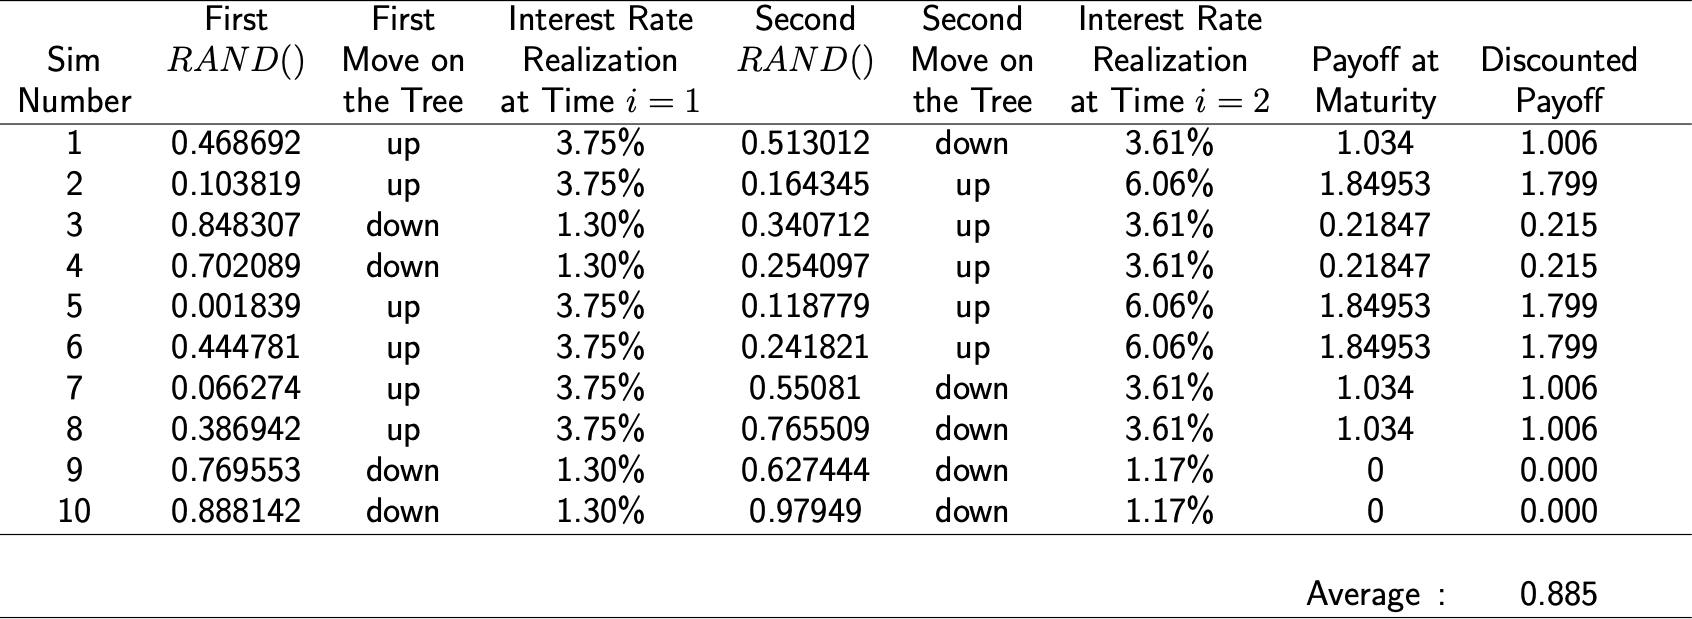 First First Interest Rate Second Second Interest Rate
Sim RAND() Move on Realization RAND() Move on Realization Payoff at Discounted
Number the Tree at Time i = 1 the Tree at Time i = 2 Maturity Payoff
1 0.468692 up 3.75% 0.513012 down 3.61% 1.034 1.006
2 0.103819 up 3.75% 0.164345 up 6.06% 1.84953 1.799
3 0.848307 down 1.30% 0.340712 up 3.61% 0.21847 0.215
4 0.702089 down 1.30% 0.254097 up 3.61% 0.21847 0.215
5 0.001839 up 3.75% 0.118779 up 6.06% 1.84953 1.799
6 0.444781 up 3.75% 0.241821 up 6.06% 1.84953 1.799
7 0.066274 up 3.75% 0.55081 down 3.61% 1.034 1.006
8 0.386942 up 3.75% 0.765509 down 3.61% 1.034 1.006
9 0.769553 down 1.30% 0.627444 down 1.17% 0 0.000
10 0.888142 down 1.30% 0.97949 down 1.17% 0 0.000
Average : 0.885